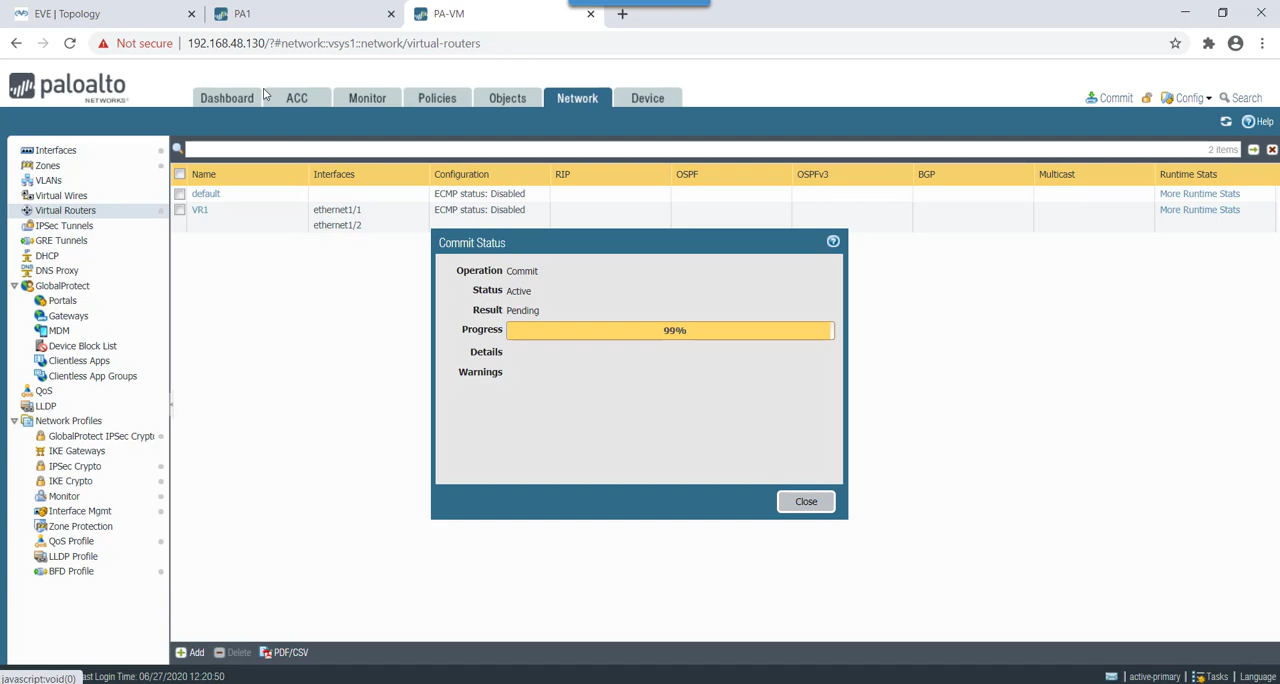 EVE | Topology
PA1
PA-VM
Not secure
192.168.48.130/?#network::vsys1::network/virtual-routers
paloalto
NETWORKS
Dashboard
ACC
Monitor
Policies
Objects
Network
Device
Commit
Config
Search
Help
2 items
Interfaces
Zones
VLANs
Virtual Wires
Virtual Routers
IPSec Tunnels
GRE Tunnels
DHCP
DNS Proxy
GlobalProtect
Portals
Gateways
MDM
Device Block List
Clientless Apps
Clientless App Groups
QoS
LLDP
Network Profiles
GlobalProtect IPSec Crypto
IKE Gateways
IPSec Crypto
IKE Crypto
Monitor
Interface Mgmt
Zone Protection
QoS Profile
LLDP Profile
BFD Profile
Name Interfaces Configuration RIP OSPF OSPFv3 BGP Multicast Runtime Stats
default ECMP status: Disabled More Runtime Stats
VR1 ethernet1/1 ECMP status: Disabled More Runtime Stats
ethernet1/2
Commit Status
Operation Commit
Status Active
Result Pending
Progress 99%
Details
Warnings
Close
Add Delete PDF/CSV
javascript:void(0)
ast Login Time: 06/27/2020 12:20:50
active-primary | Tasks | Language